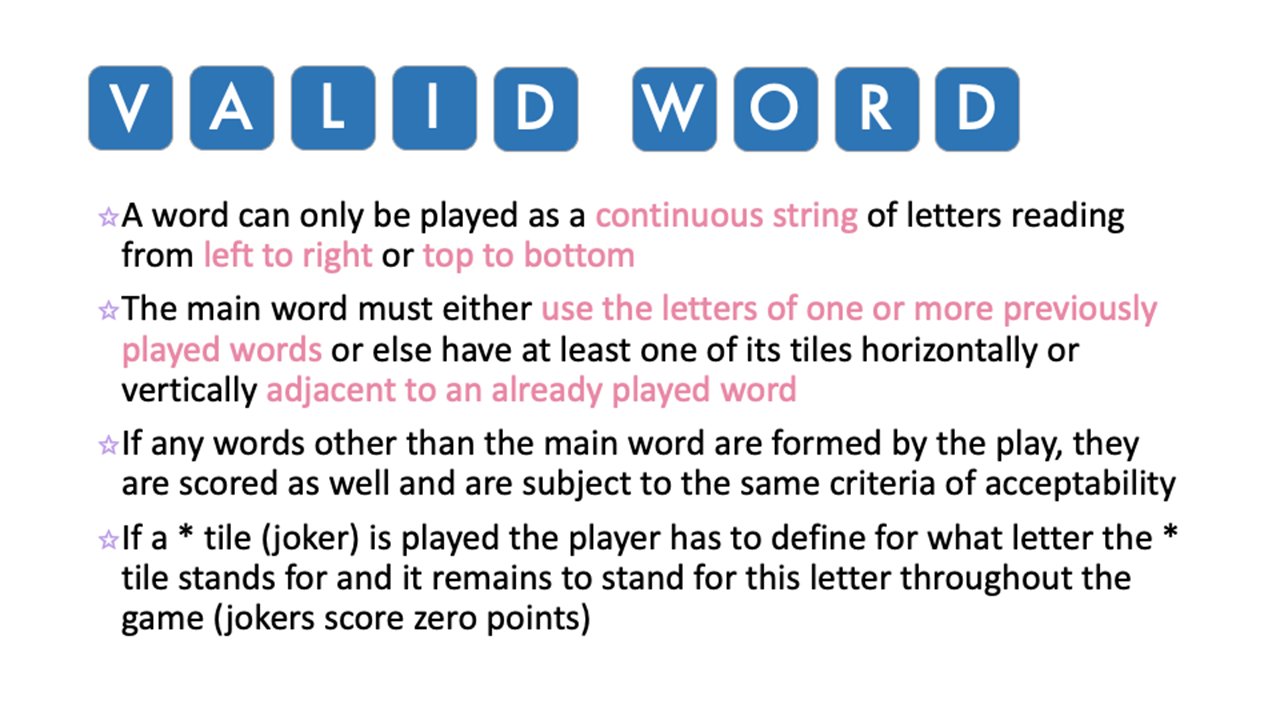 VALID WORD
☆A word can only be played as a continuous string of letters reading
from left to right or top to bottom
☆The main word must either use the letters of one or more previously
played words or else have at least one of its tiles horizontally or
vertically adjacent to an already played word
☆If any words other than the main word are formed by the play, they
are scored as well and are subject to the same criteria of acceptability
☆If a * tile (joker) is played the player has to define for what letter the *
tile stands for and it remains to stand for this letter throughout the
game (jokers score zero points)